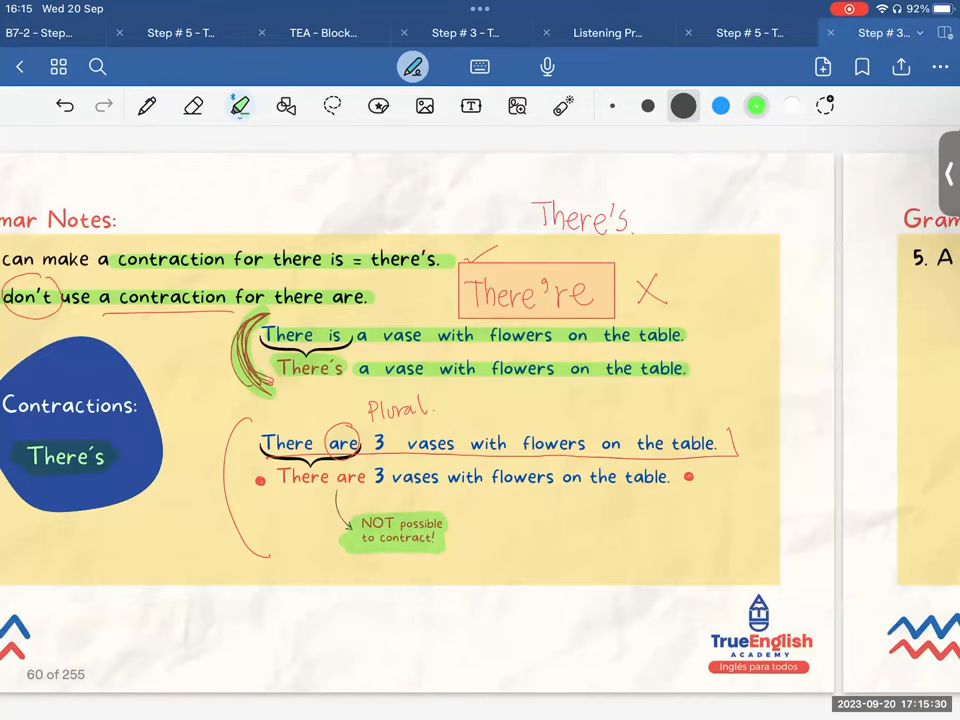 16:15 Wed 20 Sep
92%
B7-2 - Step...
Step # 5 - T...
TEA - Block...
Step # 3 - T...
Listening Pr...
Step # 5 - T...
Step # 3...
There's.
mar Notes:
Gram
can make a contraction for there is = there's.
5. A
don't use a contraction for there are.
There're X
There is a vase with flowers on the table.
There's a vase with flowers on the table.
Contractions:
There's
Plural.
There are 3 vases with flowers on the table.
There are 3 vases with flowers on the table.
NOT possible
to contract!
TrueEnglish
ACADEMY
Inglés para todos
60 of 255
2023-09-20 17:15:30